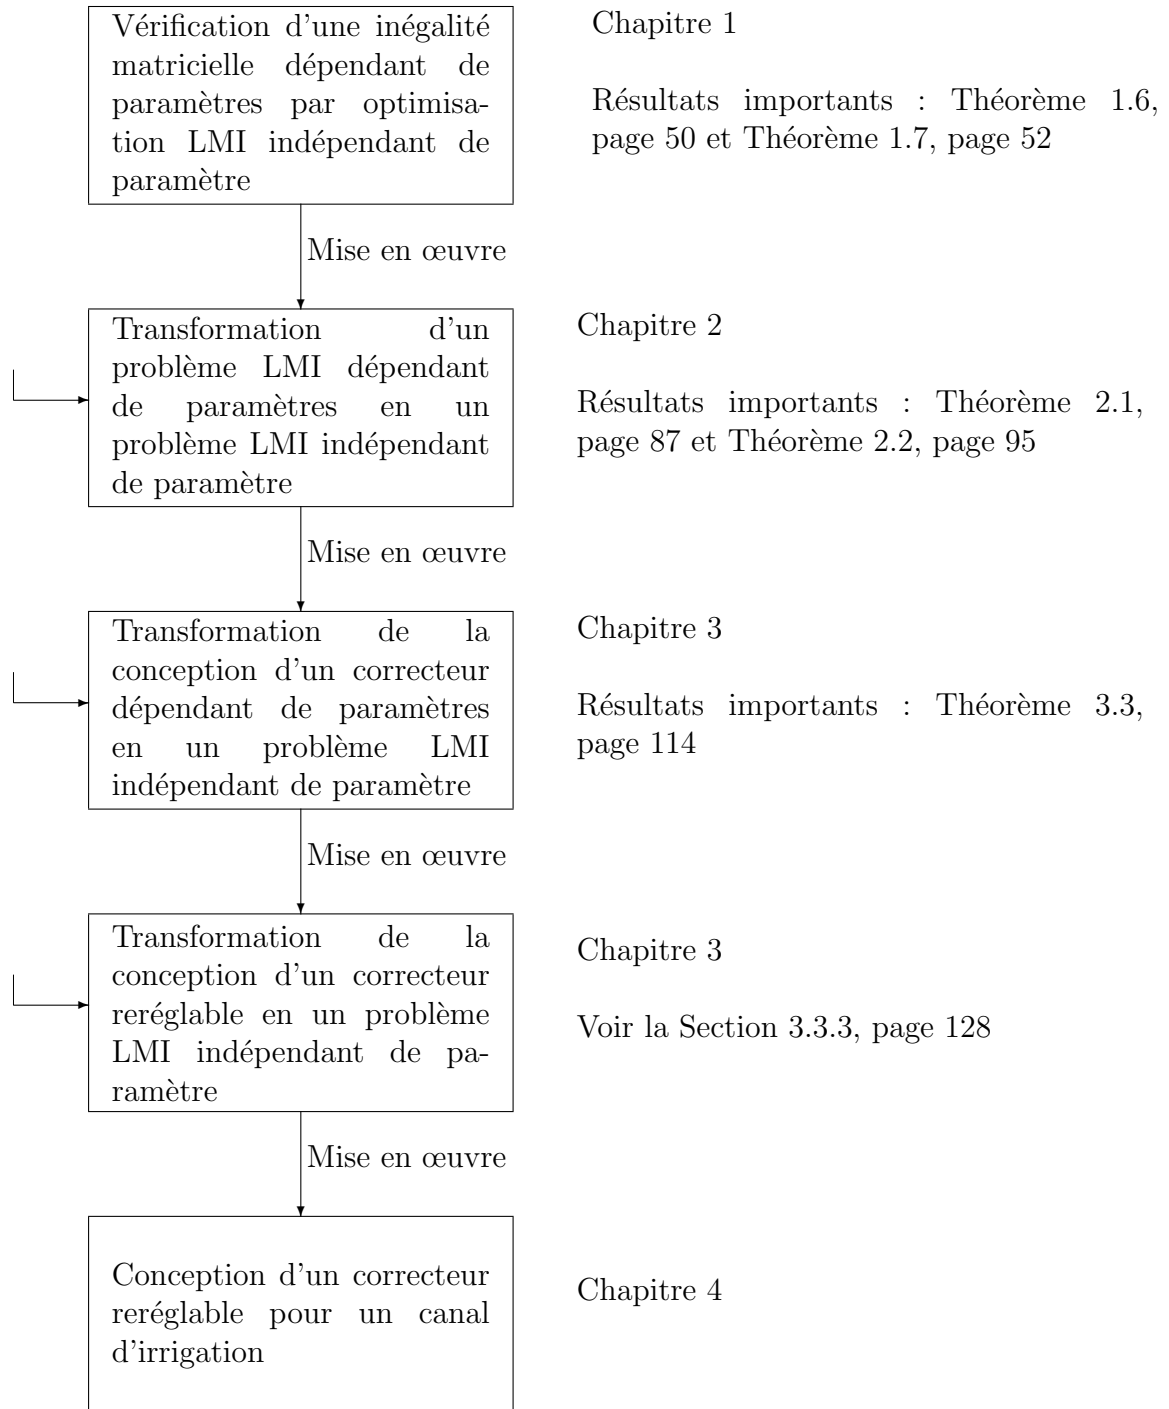 Vérification d'une inégalité
matricielle dépendant de
paramètres par optimisa-
tion LMI indépendant de
paramètre
Chapitre 1
Résultats importants : Théorème 1.6,
page 50 et Théorème 1.7, page 52
Mise en œuvre
Transformation d'un
problème LMI dépendant
de paramètres en un
problème LMI indépendant
de paramètre
Chapitre 2
Résultats importants : Théorème 2.1,
page 87 et Théorème 2.2, page 95
Mise en œuvre
Transformation de la
conception d'un correcteur
dépendant de paramètres
en un problème LMI
indépendant de paramètre
Chapitre 3
Résultats importants : Théorème 3.3,
page 114
Mise en œuvre
Transformation de la
conception d'un correcteur
reréglable en un problème
LMI indépendant de pa-
ramètre
Chapitre 3
Voir la Section 3.3.3, page 128
Mise en œuvre
Conception d'un correcteur
reréglable pour un canal
d'irrigation
Chapitre 4